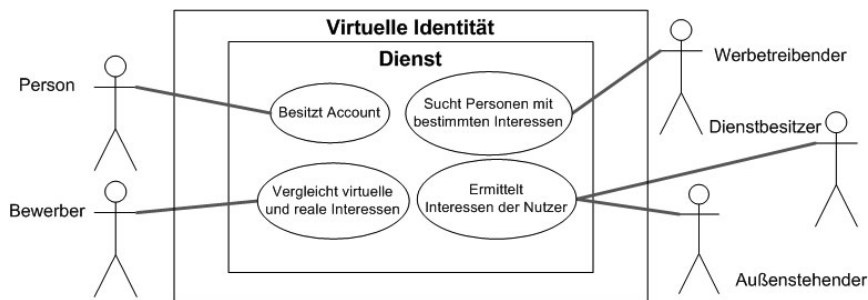 Virtuelle Identität
Dienst
Person
Besitzt Account
Sucht Personen mit
bestimmten Interessen
Werbetreibender
Dienstbesitzer
Bewerber
Vergleicht virtuelle
und reale Interessen
Ermittelt
Interessen der Nutzer
Außenstehender